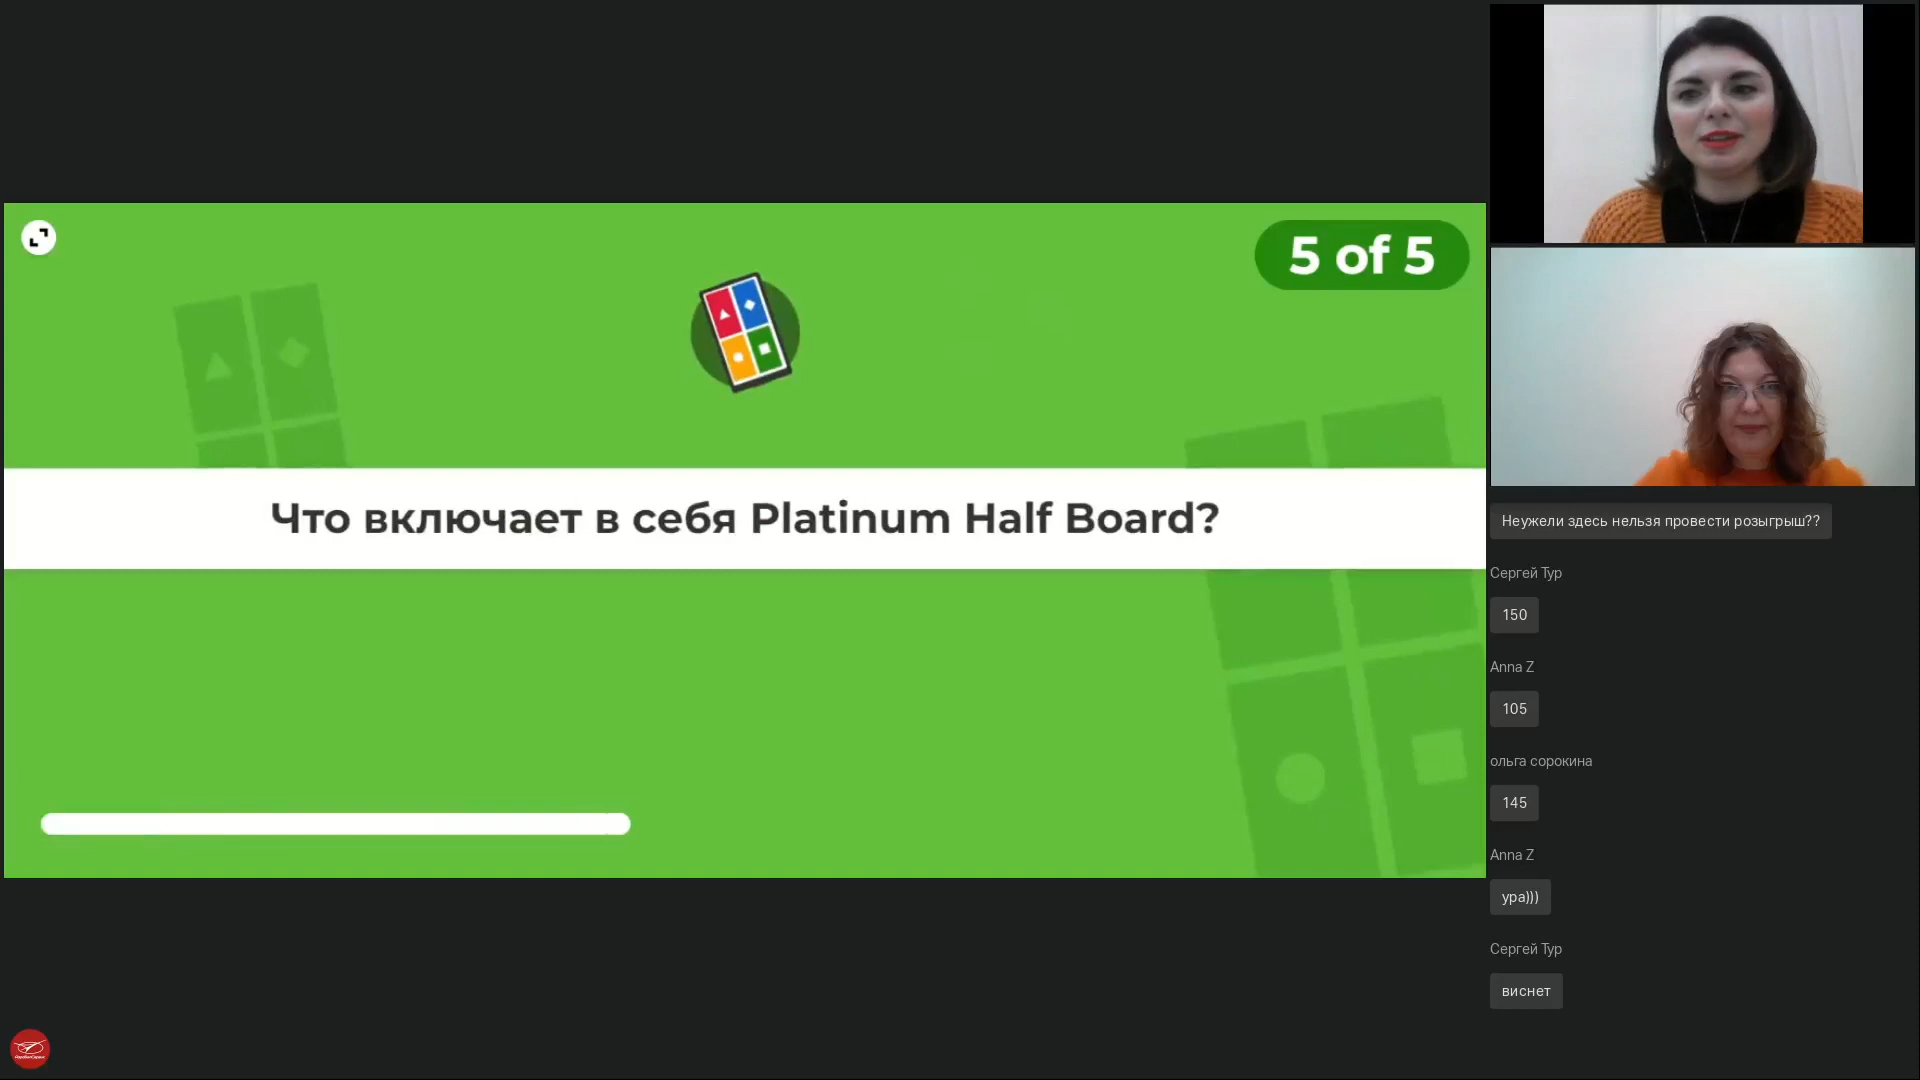 5 of 5
Что включает в себя Platinum Half Board?
Неужели здесь нельзя провести розыгрыш??
Сергей Тур
150
Anna Z
105
ольга сорокина
145
Anna Z
ура)))
Сергей Тур
виснет